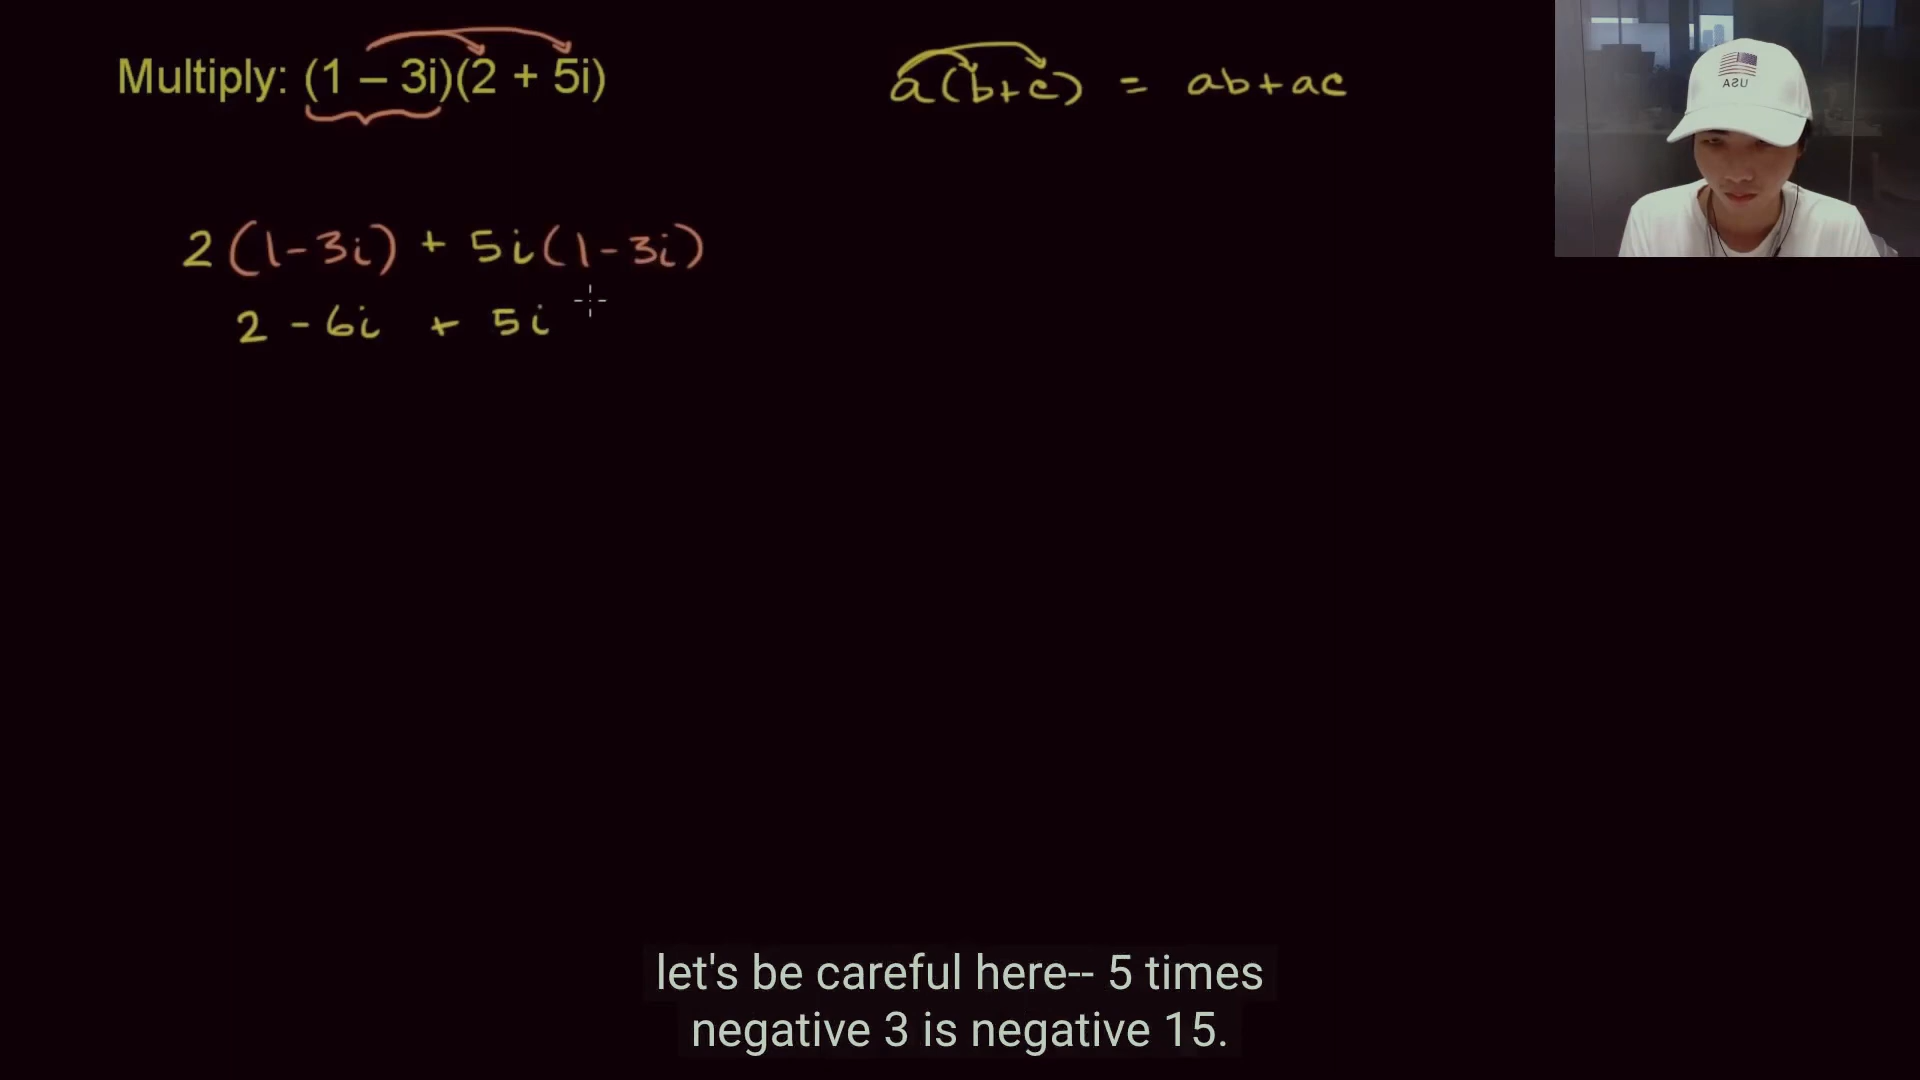 Multiply: (1 – 3i)(2 + 5i)
a(b+c) = ab+ac
USA
2(1-3i) + 5i(1-3i)
2 - 6i + 5i
let's be careful here-- 5 times
negative 3 is negative 15.